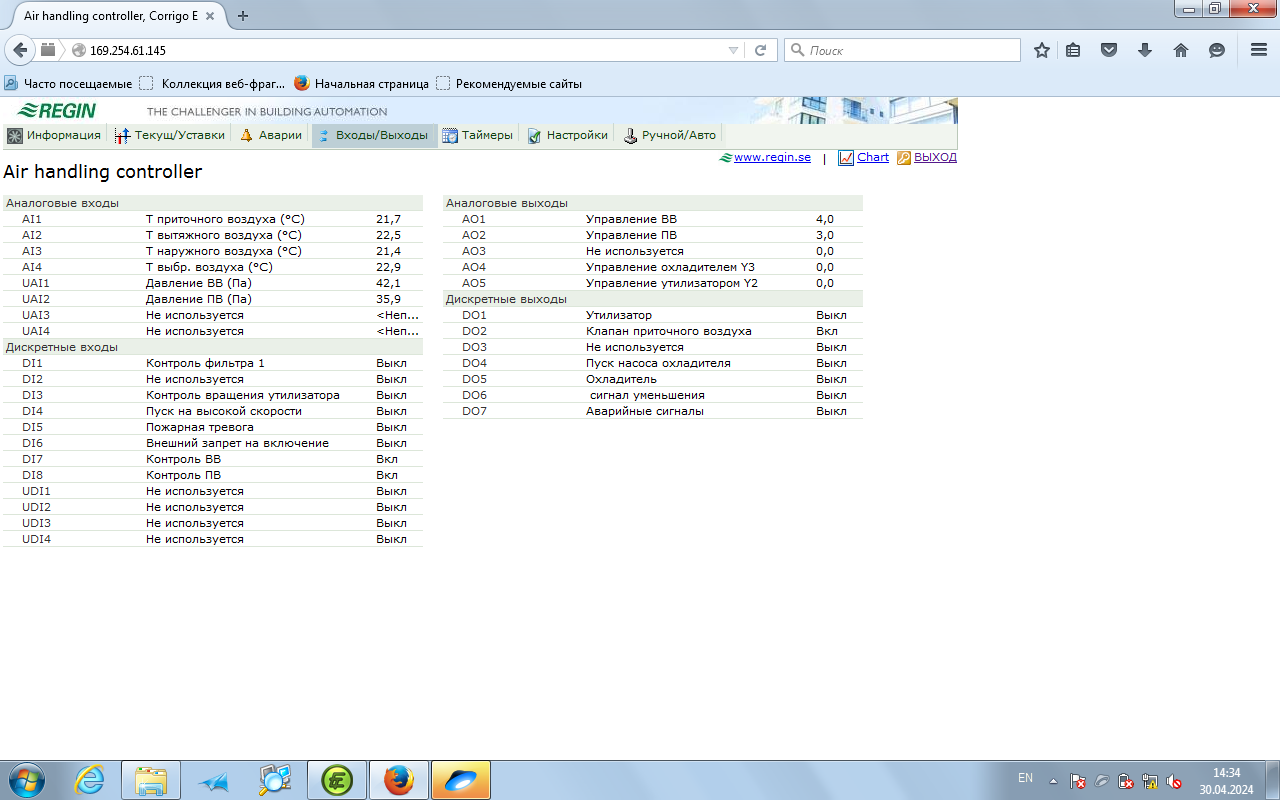 Air handling controller, Corrigo E
169.254.61.145
Поиск
Часто посещаемые Коллекция веб-фраг... Начальная страница Рекомендуемые сайты
REGIN THE CHALLENGER IN BUILDING AUTOMATION
Информация Текущ/Уставки Аварии Входы/Выходы Таймеры Настройки Ручной/Авто
www.regin.se | Chart ВЫХОД
Air handling controller
Аналоговые входы
AI1 Т приточного воздуха (°C) 21,7
AI2 Т вытяжного воздуха (°C) 22,5
AI3 Т наружного воздуха (°C) 21,4
AI4 Т выбр. воздуха (°C) 22,9
UAI1 Давление ВВ (Па) 42,1
UAI2 Давление ПВ (Па) 35,9
UAI3 Не используется <Неп...
UAI4 Не используется <Неп...
Дискретные входы
DI1 Контроль фильтра 1 Выкл
DI2 Не используется Выкл
DI3 Контроль вращения утилизатора Выкл
DI4 Пуск на высокой скорости Выкл
DI5 Пожарная тревога Выкл
DI6 Внешний запрет на включение Выкл
DI7 Контроль ВВ Вкл
DI8 Контроль ПВ Вкл
UDI1 Не используется Выкл
UDI2 Не используется Выкл
UDI3 Не используется Выкл
UDI4 Не используется Выкл
Аналоговые выходы
AO1 Управление ВВ 4,0
AO2 Управление ПВ 3,0
AO3 Не используется 0,0
AO4 Управление охладителем Y3 0,0
AO5 Управление утилизатором Y2 0,0
Дискретные выходы
DO1 Утилизатор Выкл
DO2 Клапан приточного воздуха Вкл
DO3 Не используется Выкл
DO4 Пуск насоса охладителя Выкл
DO5 Охладитель Выкл
DO6 сигнал уменьшения Выкл
DO7 Аварийные сигналы Выкл
EN
14:34
30.04.2024